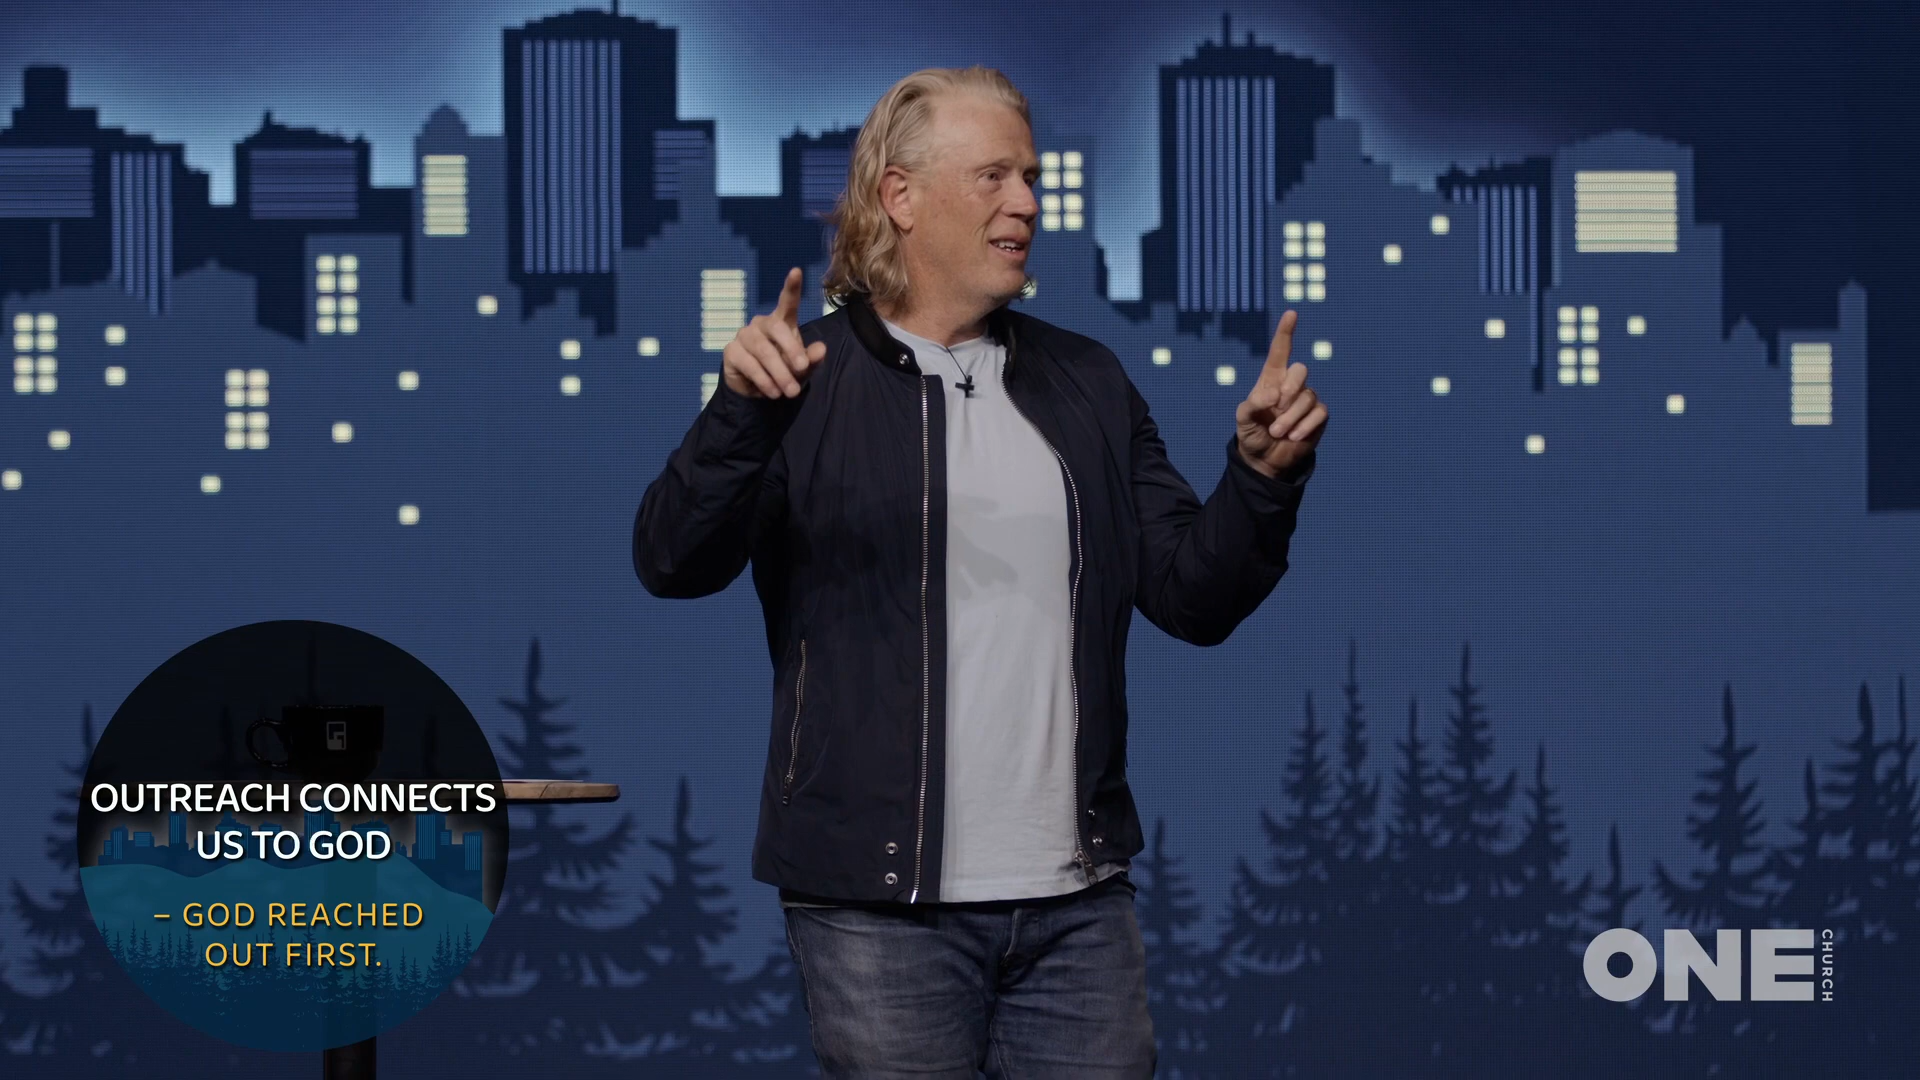 OUTREACH CONNECTS
US TO GOD
– GOD REACHED
OUT FIRST.
ONE
CHURCH